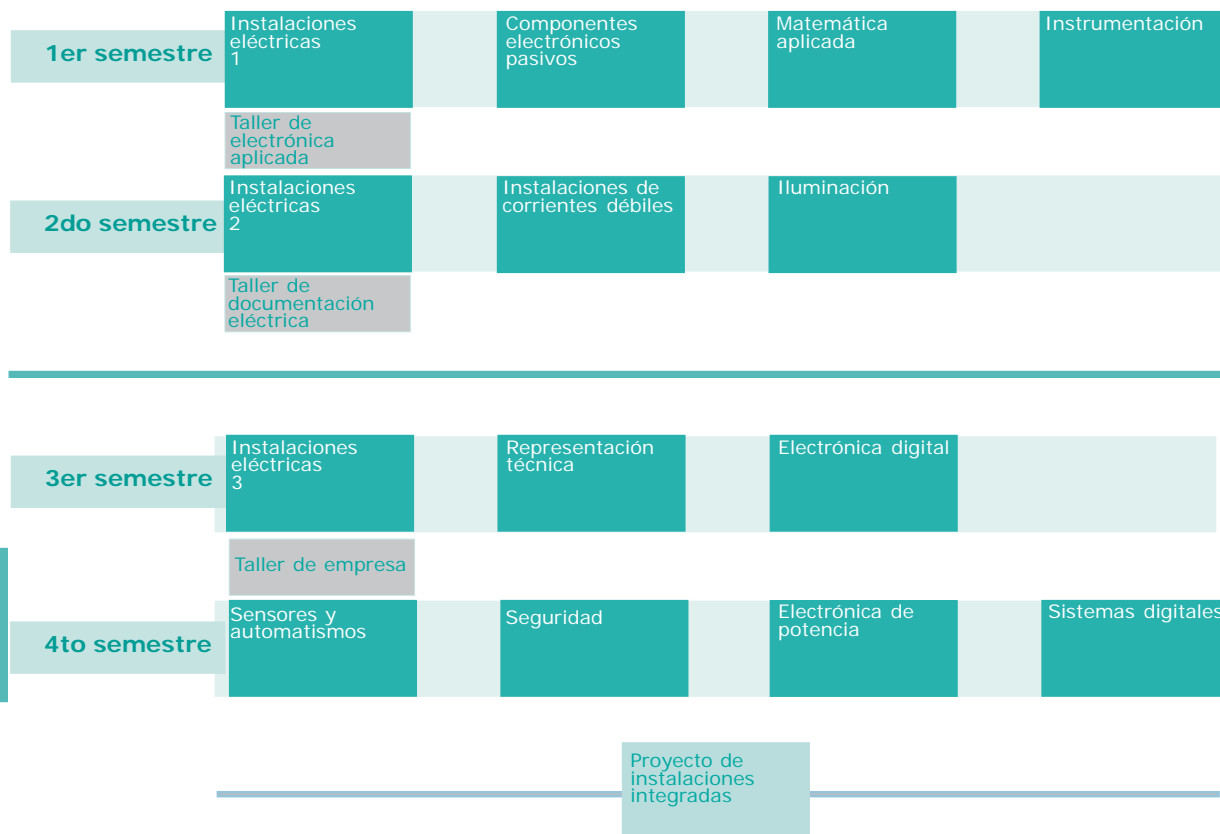 1er semestre
Instalaciones
eléctricas
1
Componentes
electrónicos
pasivos
Matemática
aplicada
Instrumentación
Taller de
electrónica
aplicada
2do semestre
Instalaciones
eléctricas
2
Instalaciones de
corrientes débiles
Iluminación
Taller de
documentación
eléctrica
3er semestre
Instalaciones
eléctricas
3
Representación
técnica
Electrónica digital
Taller de empresa
4to semestre
Sensores y
automatismos
Seguridad
Electrónica de
potencia
Sistemas digitales
Proyecto de
instalaciones
integradas